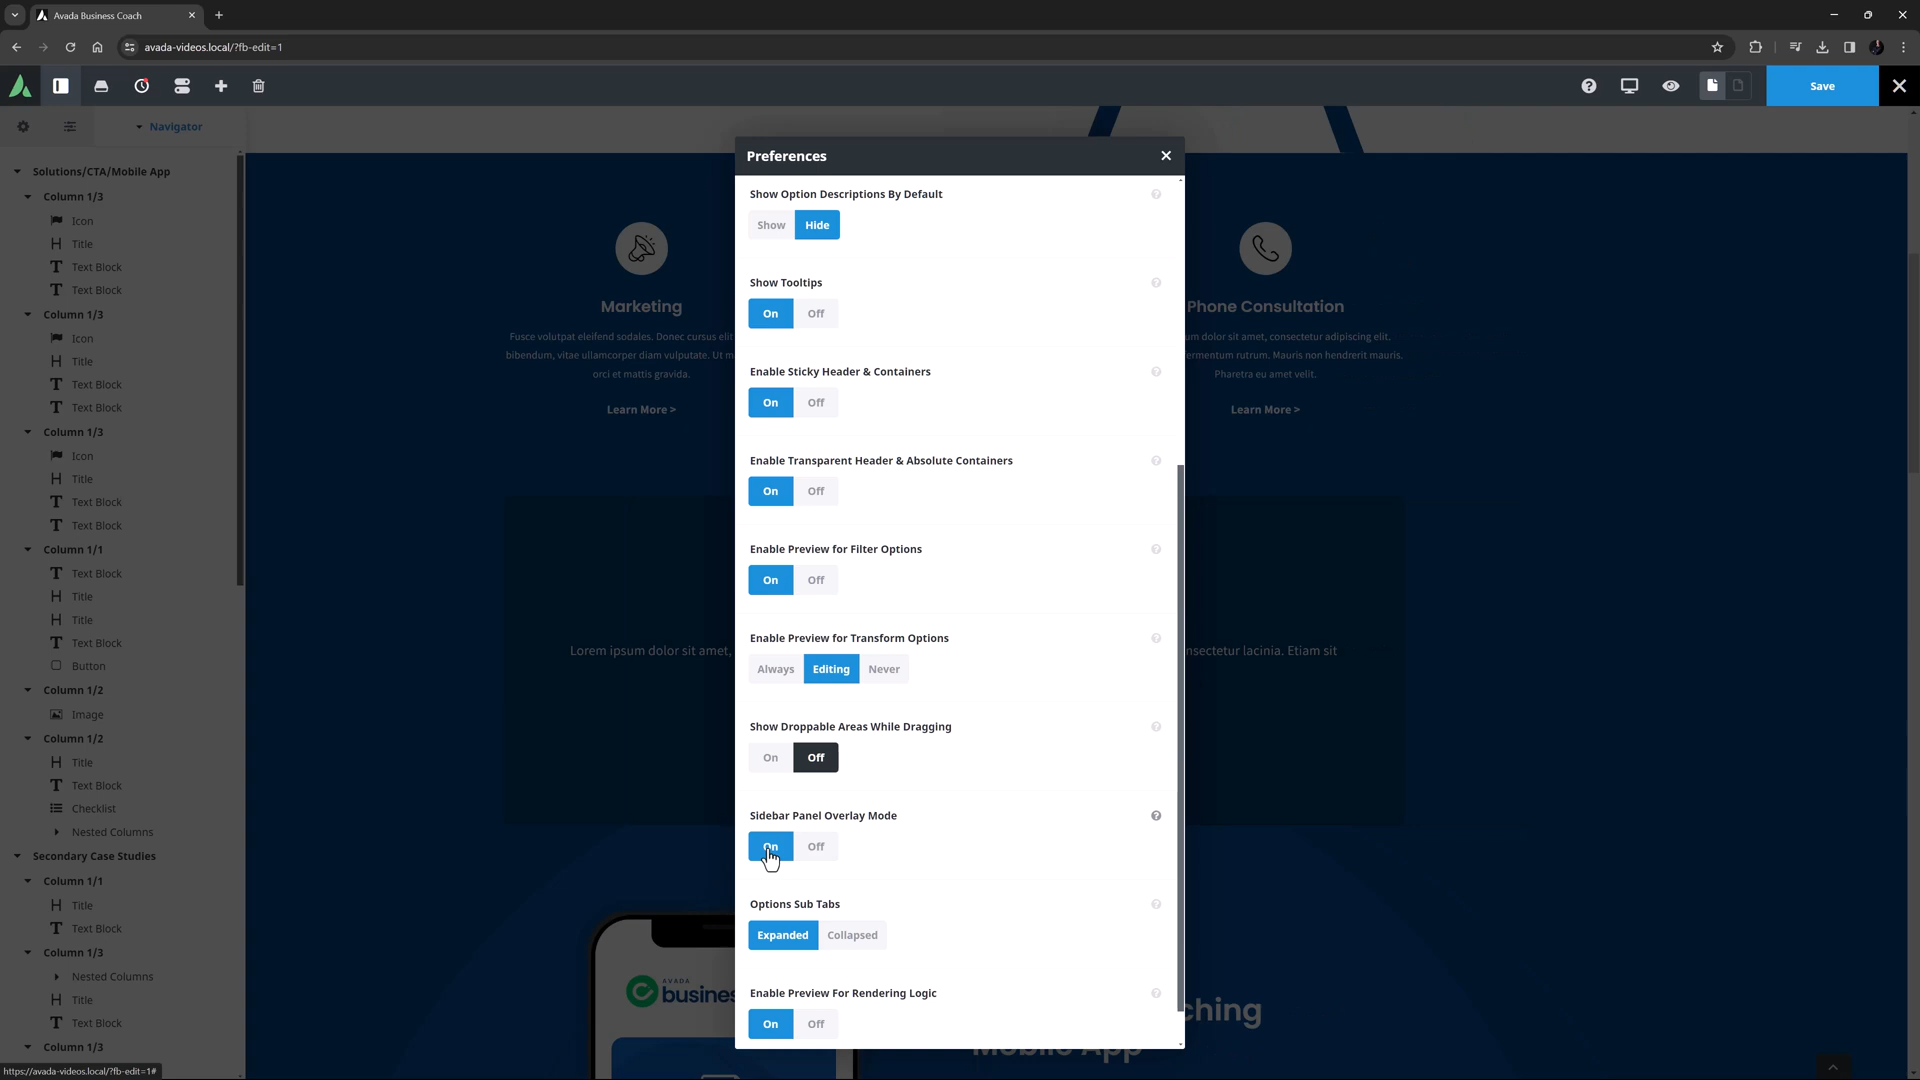 Avada Business Coach
avada-videos.local/?fb-edit=1
Save
Navigator
Solutions/CTA/Mobile App
Column 1/3
Icon
Title
Text Block
Text Block
Column 1/3
Icon
Title
Text Block
Text Block
Column 1/3
Icon
Title
Text Block
Text Block
Column 1/1
Text Block
Title
Title
Text Block
Button
Column 1/2
Image
Column 1/2
Title
Text Block
Checklist
Nested Columns
Secondary Case Studies
Column 1/1
Title
Text Block
Column 1/3
Nested Columns
Title
Text Block
Column 1/3
https://avada-videos.local/?fb-edit=1#
Marketing
Fusce volutpat eleifend sodales. Donec cursus elit
bibendum, vitae ullamcorper diam vulputate. Ut m
orci et mattis gravida.
Learn More >
Lorem ipsum dolor sit amet,
AVADA
busine
Preferences
Show Option Descriptions By Default
Show Hide
Show Tooltips
On Off
Enable Sticky Header & Containers
On Off
Enable Transparent Header & Absolute Containers
On Off
Enable Preview for Filter Options
On Off
Enable Preview for Transform Options
Always Editing Never
Show Droppable Areas While Dragging
On Off
Sidebar Panel Overlay Mode
On Off
Options Sub Tabs
Expanded Collapsed
Enable Preview For Rendering Logic
On Off
Phone Consultation
um dolor sit amet, consectetur adipiscing elit.
ermentum rutrum. Mauris non hendrerit mauris.
Pharetra eu amet velit.
Learn More >
nsectetur lacinia. Etiam sit
ching
Mobile App